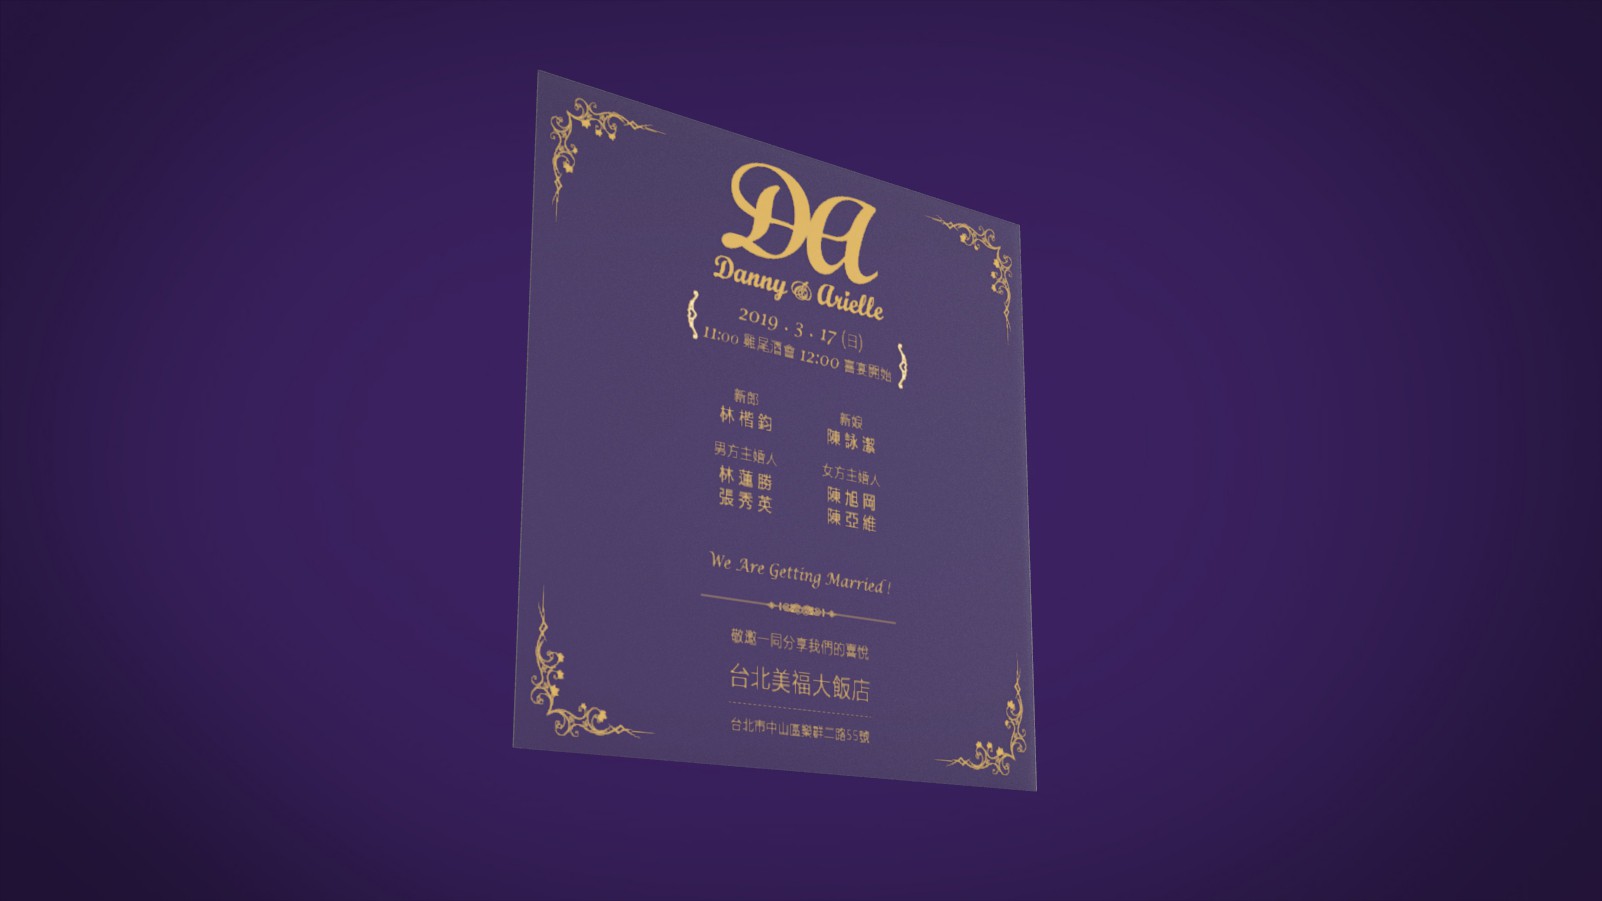 DA
Danny & Arielle
2019 . 3 . 17 (日)
11:00 雞尾酒會 12:00 喜宴開始
新郎
林楷鈞
新娘
陳詠潔
男方主婚人
林蓮勝
張秀英
女方主婚人
陳旭岡
陳亞維
We Are Getting Married !
敬邀一同分享我們的喜悅
台北美福大飯店
台北市中山區樂群二路55號